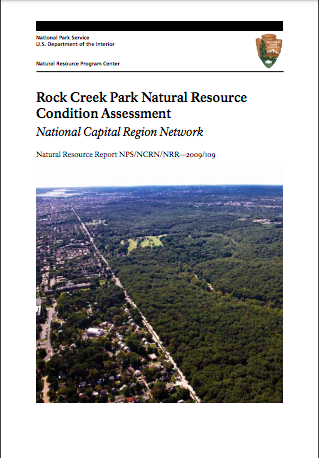 National Park Service
U.S. Department of the Interior
Natural Resource Program Center
Rock Creek Park Natural Resource
Condition Assessment
National Capital Region Network
Natural Resource Report NPS/NCRN/NRR—2009/109